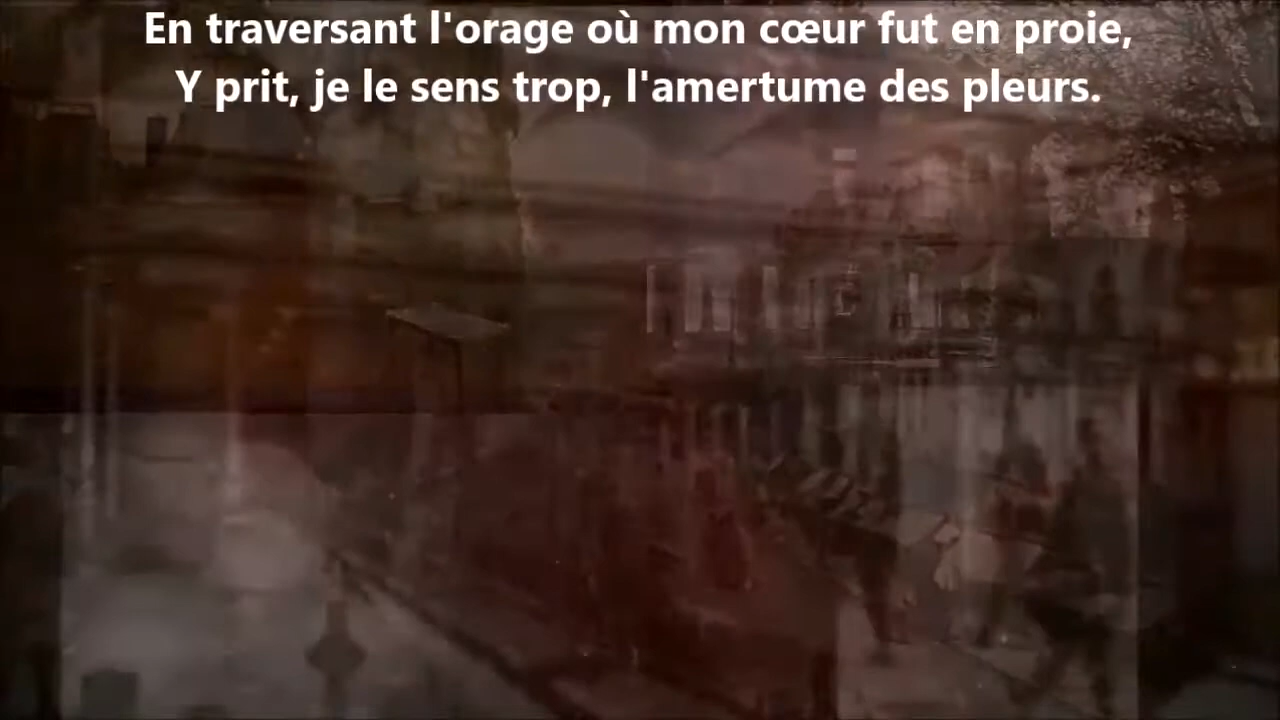 En traversant l'orage où mon cœur fut en proie,
Y prit, je le sens trop, l'amertume des pleurs.